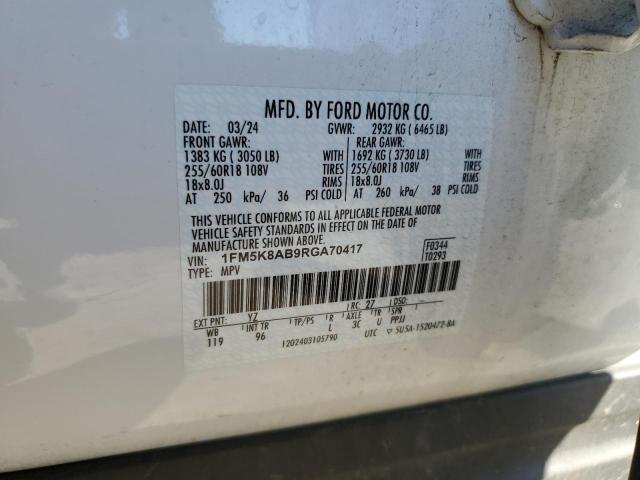 MFD. BY FORD MOTOR CO.
DATE: 03/24 GVWR: 2932 KG ( 6465 LB)
FRONT GAWR: REAR GAWR:
1383 KG ( 3050 LB) WITH 1692 KG ( 3730 LB) WITH
255/60R18 108V TIRES 255/60R18 108V TIRES
18x8.0J RIMS 18x8.0J RIMS
AT 250 kPa/ 36 PSI COLD AT 260 kPa/ 38 PSI COLD
THIS VEHICLE CONFORMS TO ALL APPLICABLE FEDERAL MOTOR
VEHICLE SAFETY STANDARDS IN EFFECT ON THE DATE OF
MANUFACTURE SHOWN ABOVE.
VIN: 1FM5K8AB9RGA70417 F0344
TYPE: MPV T0293
EXT PNT: YZ RC: 27 DSO:
WB INT TR TP/PS R AXLE TR SPR
119 96 L 3C U PPJJ
1202403105790 UTC ▽ 5U5A-1520472-BA